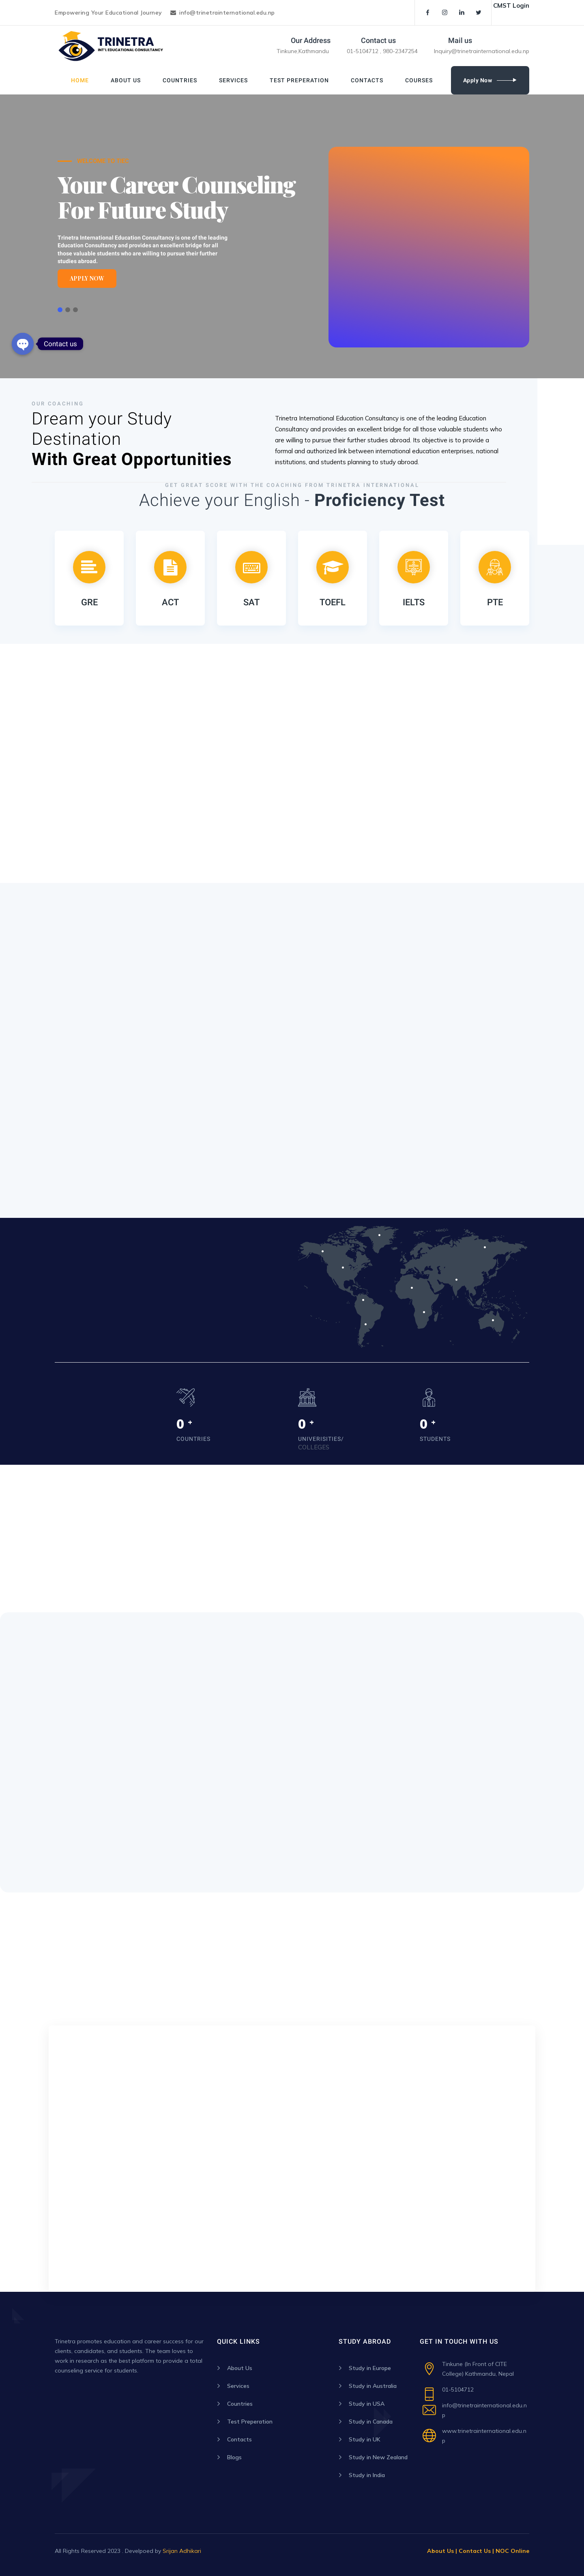 Empowering Your Educational Journey
info@trinetrainternational.edu.np
CMST Login
TRINETRA
INT'L EDUCATIONAL CONSULTANCY
Our Address
Tinkune,Kathmandu
Contact us
01-5104712 , 980-2347254
Mail us
Inquiry@trinetrainternational.edu.np
HOME
ABOUT US
COUNTRIES
SERVICES
TEST PREPERATION
CONTACTS
COURSES
Apply Now
Your Career Counseling
For Future Study
Trinetra International Education Consultancy is one of the leading
Education Consultancy and provides an excellent bridge for all
those valuable students who are willing to pursue their further
studies abroad.
APPLY NOW
Contact us
OUR COACHING
Dream your Study
Destination
With Great Opportunities
Trinetra International Education Consultancy is one of the leading Education
Consultancy and provides an excellent bridge for all those valuable students who
are willing to pursue their further studies abroad. Its objective is to provide a
formal and authorized link between international education enterprises, national
institutions, and students planning to study abroad.
GET GREAT SCORE WITH THE COACHING FROM TRINETRA INTERNATIONAL
Achieve your English - Proficiency Test
GRE
ACT
SAT
TOEFL
IELTS
PTE
0 +
COUNTRIES
0 +
UNIVERISITIES/
COLLEGES
0 +
STUDENTS
Trinetra promotes education and career success for our
clients, candidates, and students. The team loves to
work in research as the best platform to provide a total
counseling service for students.
QUICK LINKS
About Us
Services
Countries
Test Preperation
Contacts
Blogs
STUDY ABROAD
Study in Europe
Study in Australia
Study in USA
Study in Canada
Study in UK
Study in New Zealand
Study in India
GET IN TOUCH WITH US
Tinkune (In Front of CITE
College) Kathmandu, Nepal
01-5104712
info@trinetrainternational.edu.n
p
www.trinetrainternational.edu.n
p
All Rights Reserved 2023 . Develpoed by Srijan Adhikari
About Us | Contact Us | NOC Online